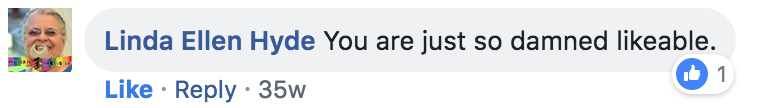 Linda Ellen Hyde You are just so damned likeable.
1
Like · Reply · 35w